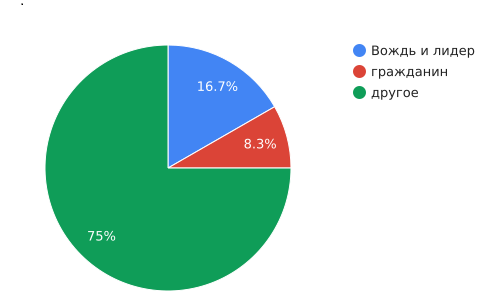 .
Вождь и лидер
гражданин
другое
16.7%
8.3%
75%